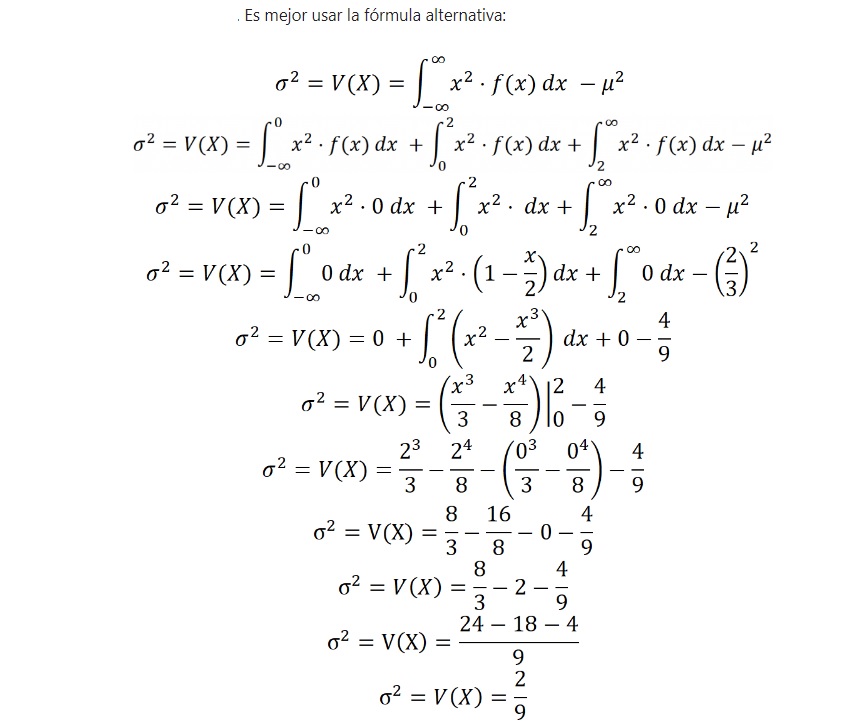 . Es mejor usar la fórmula alternativa:
σ² = V(X) = ∫_{−∞}^{∞} x² · f(x) dx − μ²
σ² = V(X) = ∫_{−∞}^{0} x² · f(x) dx + ∫_{0}^{2} x² · f(x) dx + ∫_{2}^{∞} x² · f(x) dx − μ²
σ² = V(X) = ∫_{−∞}^{0} x² · 0 dx + ∫_{0}^{2} x² · dx + ∫_{2}^{∞} x² · 0 dx − μ²
σ² = V(X) = ∫_{−∞}^{0} 0 dx + ∫_{0}^{2} x² · (1 − x/2) dx + ∫_{2}^{∞} 0 dx − (2/3)²
σ² = V(X) = 0 + ∫_{0}^{2} (x² − x³/2) dx + 0 − 4/9
σ² = V(X) = (x³/3 − x⁴/8)|_{0}^{2} − 4/9
σ² = V(X) = 2³/3 − 2⁴/8 − (0³/3 − 0⁴/8) − 4/9
σ² = V(X) = 8/3 − 16/8 − 0 − 4/9
σ² = V(X) = 8/3 − 2 − 4/9
σ² = V(X) = (24 − 18 − 4)/9
σ² = V(X) = 2/9